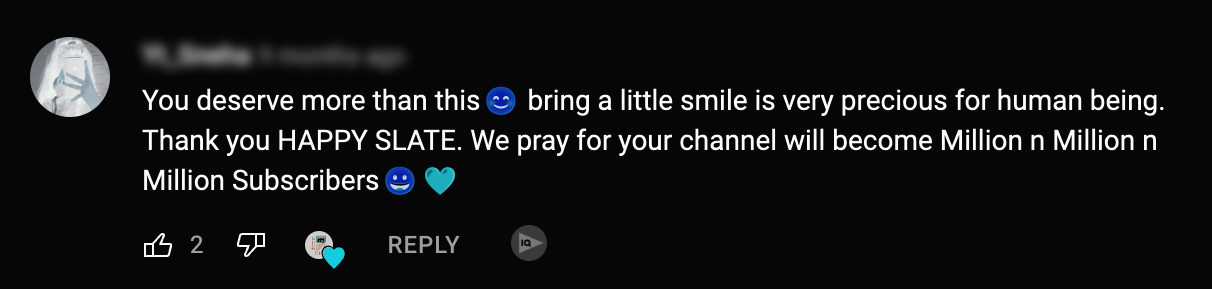 You deserve more than this😊 bring a little smile is very precious for human being.
Thank you HAPPY SLATE. We pray for your channel will become Million n Million n
Million Subscribers😀 🩵
2 REPLY IQ